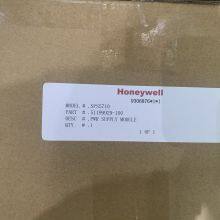 Honeywell
MODEL # .SPS5710
PART # .51199929-100
DESC # .PWR SUPPLY MODULE
QTY. # .1
1 OF 1